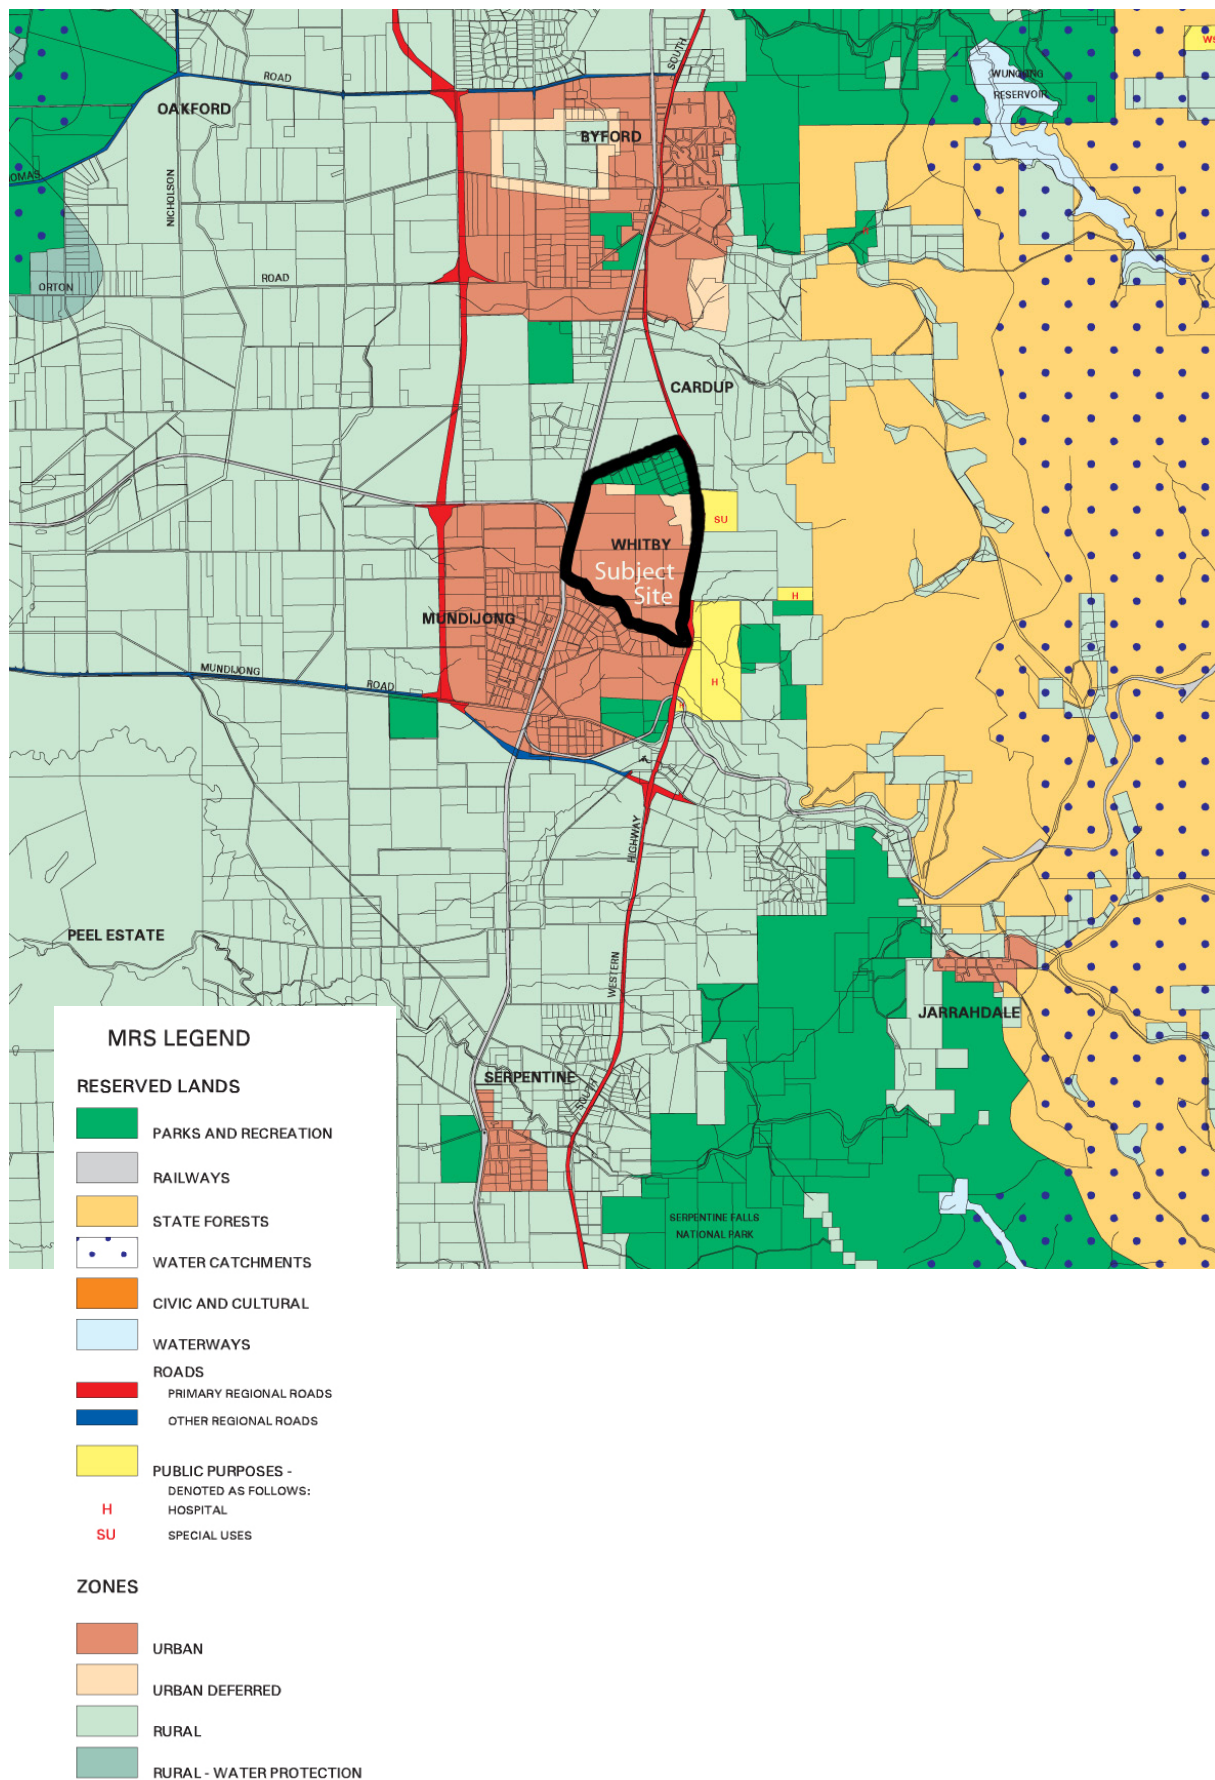 SOUTH
W
WUNGONG
RESERVOIR
ROAD
OAKFORD
BYFORD
OMAS
NICHOLSON
ROAD
ORTON
CARDUP
SU
WHITBY
Subject
Site
H
MUNDIJONG
MUNDIJONG
ROAD
H
H
HIGHWAY
PEEL ESTATE
WESTERN
JARRAHDALE
SERPENTINE
SOUTH
SERPENTINE FALLS
NATIONAL PARK
MRS LEGEND
RESERVED LANDS
PARKS AND RECREATION
RAILWAYS
STATE FORESTS
WATER CATCHMENTS
CIVIC AND CULTURAL
WATERWAYS
ROADS
PRIMARY REGIONAL ROADS
OTHER REGIONAL ROADS
PUBLIC PURPOSES -
DENOTED AS FOLLOWS:
H HOSPITAL
SU SPECIAL USES
ZONES
URBAN
URBAN DEFERRED
RURAL
RURAL - WATER PROTECTION